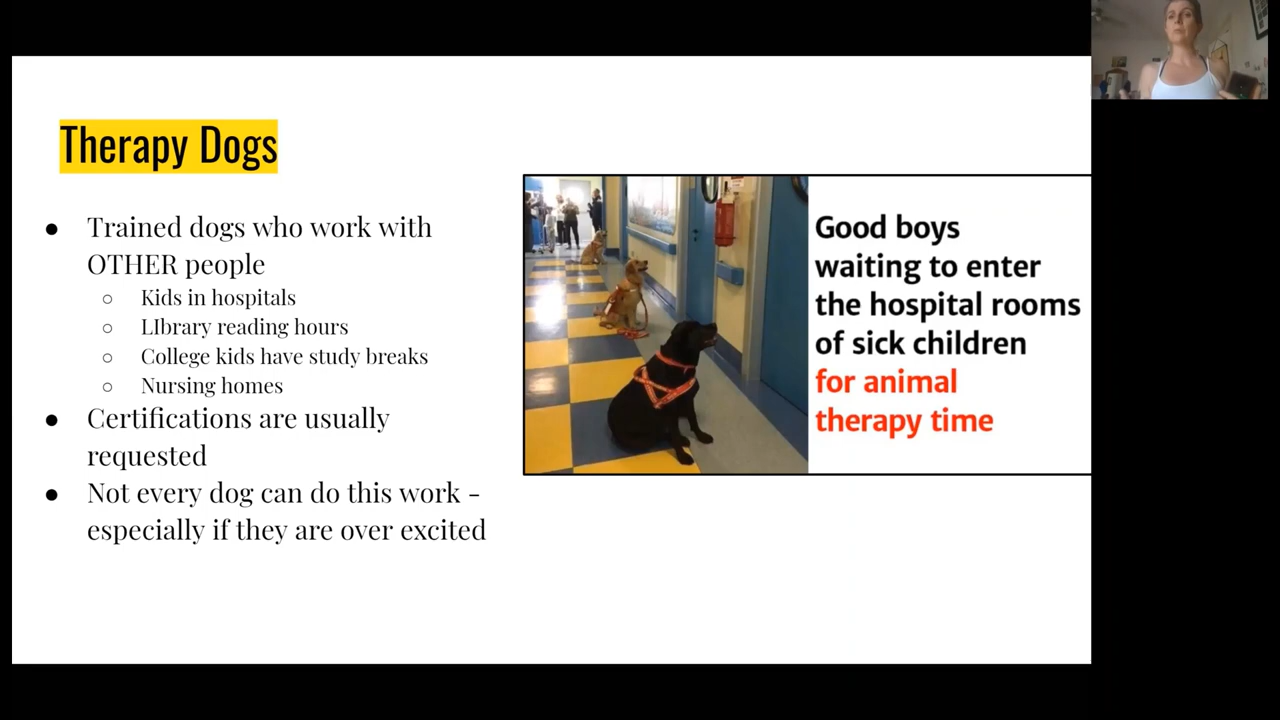 Therapy Dogs
● Trained dogs who work with
OTHER people
○ Kids in hospitals
○ LIbrary reading hours
○ College kids have study breaks
○ Nursing homes
● Certifications are usually
requested
● Not every dog can do this work -
especially if they are over excited
Good boys
waiting to enter
the hospital rooms
of sick children
for animal
therapy time